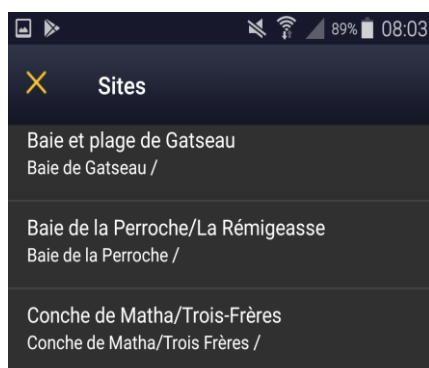 89% 08:03
Sites
Baie et plage de Gatseau
Baie de Gatseau /
Baie de la Perroche/La Rémigeasse
Baie de la Perroche /
Conche de Matha/Trois-Frères
Conche de Matha/Trois Frères /